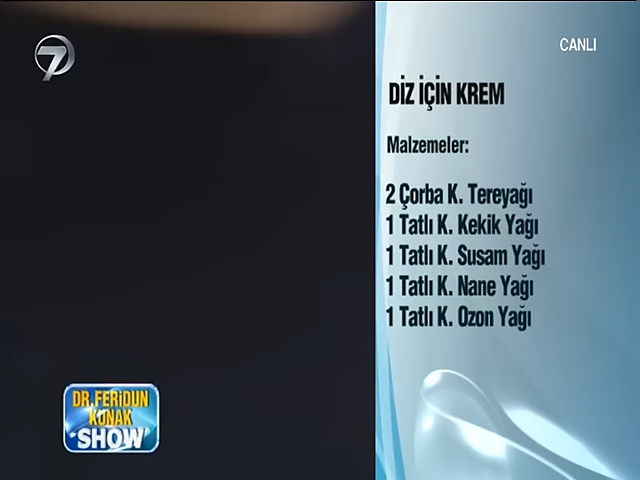 7
CANLI
DİZ İÇİN KREM
Malzemeler:
2 Çorba K. Tereyağı
1 Tatlı K. Kekik Yağı
1 Tatlı K. Susam Yağı
1 Tatlı K. Nane Yağı
1 Tatlı K. Ozon Yağı
DR. FERİDUN
KUNAK
SHOW